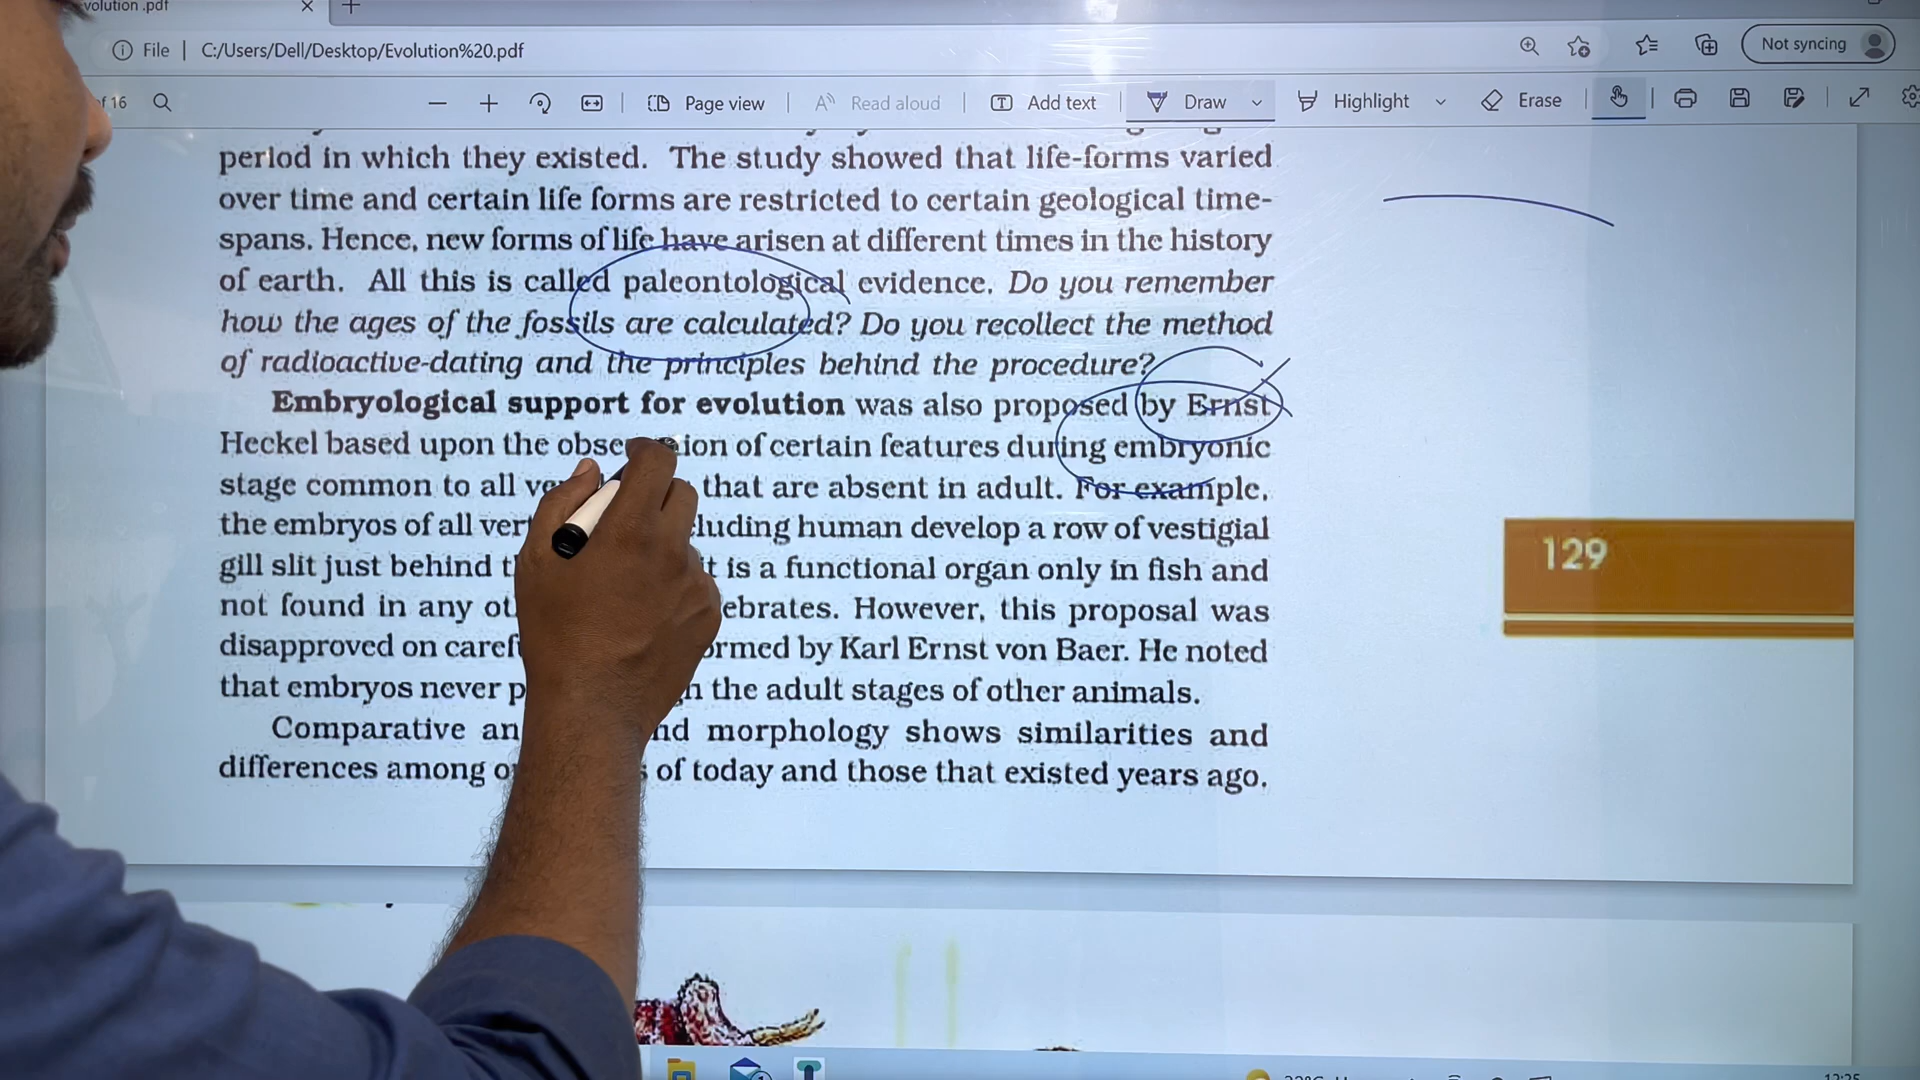 volution .pdf
File | C:/Users/Dell/Desktop/Evolution%20.pdf
Not syncing
of 16
Page view
Read aloud
Add text
Draw
Highlight
Erase
period in which they existed. The study showed that life-forms varied
over time and certain life forms are restricted to certain geological time-
spans. Hence, new forms of life have arisen at different times in the history
of earth. All this is called paleontological evidence. Do you remember
how the ages of the fossils are calculated? Do you recollect the method
of radioactive-dating and the principles behind the procedure?
Embryological support for evolution was also proposed by Ernst
Heckel based upon the obse ion of certain features during embryonic
stage common to all ve that are absent in adult. For example,
the embryos of all vert cluding human develop a row of vestigial
gill slit just behind t it is a functional organ only in fish and
not found in any ot ebrates. However, this proposal was
disapproved on caref ormed by Karl Ernst von Baer. He noted
that embryos never p h the adult stages of other animals.
Comparative an nd morphology shows similarities and
differences among o s of today and those that existed years ago.
129